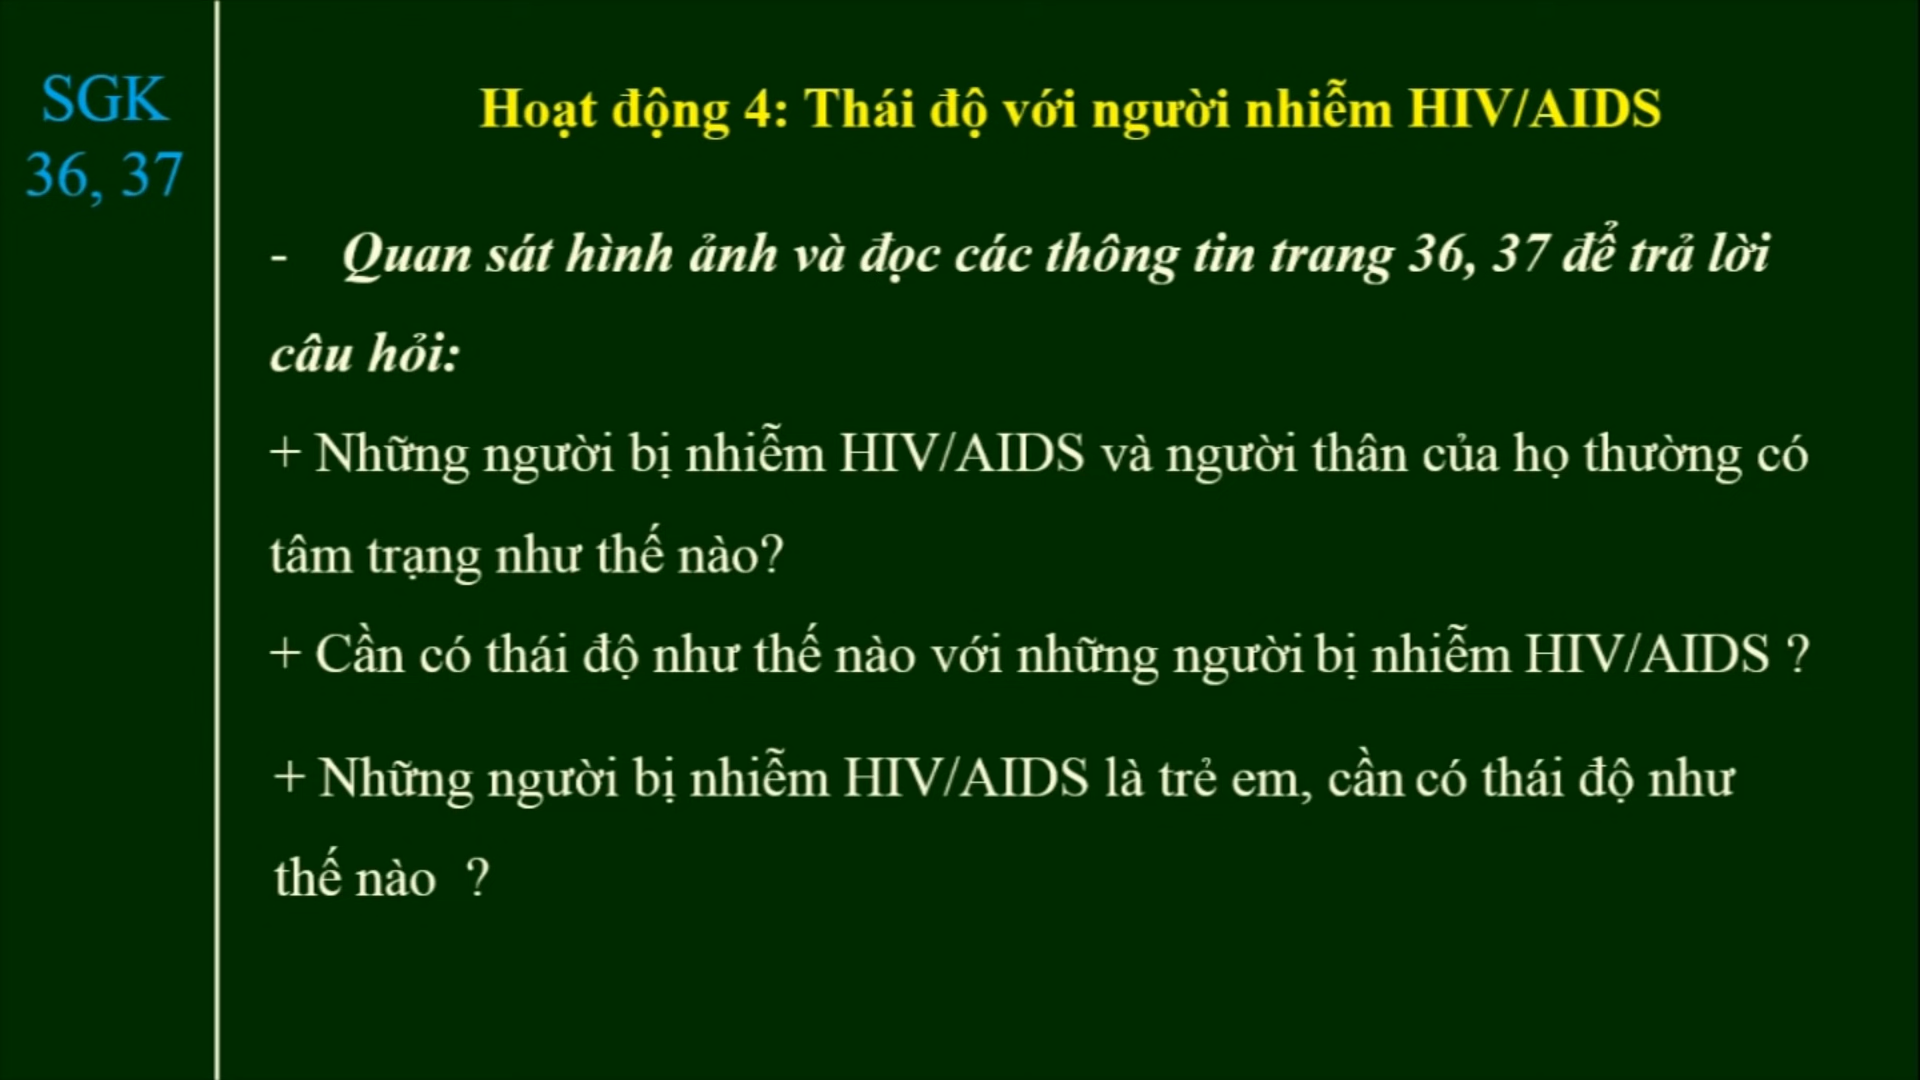 SGK
36, 37
Hoạt động 4: Thái độ với người nhiễm HIV/AIDS
- Quan sát hình ảnh và đọc các thông tin trang 36, 37 để trả lời
câu hỏi:
+ Những người bị nhiễm HIV/AIDS và người thân của họ thường có
tâm trạng như thế nào?
+ Cần có thái độ như thế nào với những người bị nhiễm HIV/AIDS ?
+ Những người bị nhiễm HIV/AIDS là trẻ em, cần có thái độ như
thế nào ?